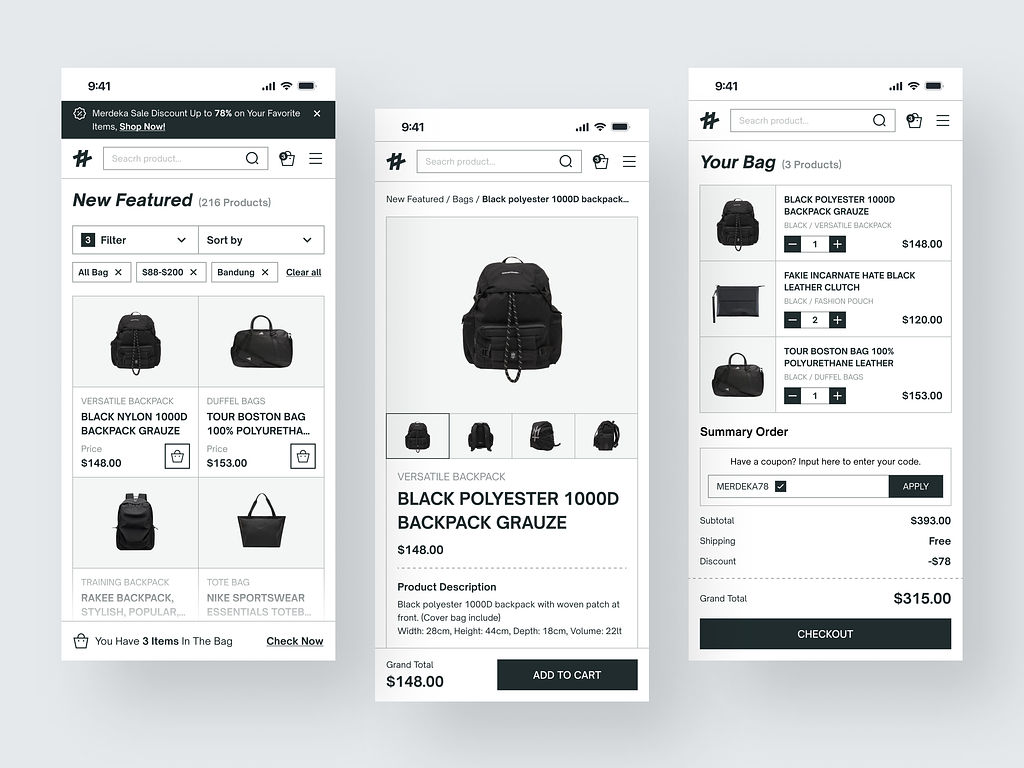 9:41
Merdeka Sale Discount Up to 78% on Your Favorite
Items, Shop Now!
Seacrh product...
3
New Featured (216 Products)
3 Filter
Sort by
All Bag
S88-S200
Bandung
Clear all
VERSATILE BACKPACK
BLACK NYLON 1000D
BACKPACK GRAUZE
Price
$148.00
DUFFEL BAGS
TOUR BOSTON BAG
100% POLYURETHA...
Price
$153.00
TRAINING BACKPACK
RAKEE BACKPACK,
STYLISH, POPULAR,...
TOTE BAG
NIKE SPORTSWEAR
ESSENTIALS TOTEB...
You Have 3 Items In The Bag
Check Now
9:41
Seacrh product...
3
New Featured / Bags / Black polyester 1000D backpack...
VERSATILE BACKPACK
BLACK POLYESTER 1000D
BACKPACK GRAUZE
$148.00
Product Description
Black polyester 1000D backpack with woven patch at
front. (Cover bag include)
Width: 28cm, Height: 44cm, Depth: 18cm, Volume: 22lt
Grand Total
$148.00
ADD TO CART
9:41
Seacrh product...
3
Your Bag (3 Products)
BLACK POLYESTER 1000D
BACKPACK GRAUZE
BLACK / VERSATILE BACKPACK
1
$148.00
FAKIE INCARNATE HATE BLACK
LEATHER CLUTCH
BLACK / FASHION POUCH
2
$120.00
TOUR BOSTON BAG 100%
POLYURETHANE LEATHER
BLACK / DUFFEL BAGS
1
$153.00
Summary Order
Have a coupon? Input here to enter your code.
MERDEKA78
APPLY
Subtotal
$393.00
Shipping
Free
Discount
-$78
Grand Total
$315.00
CHECKOUT